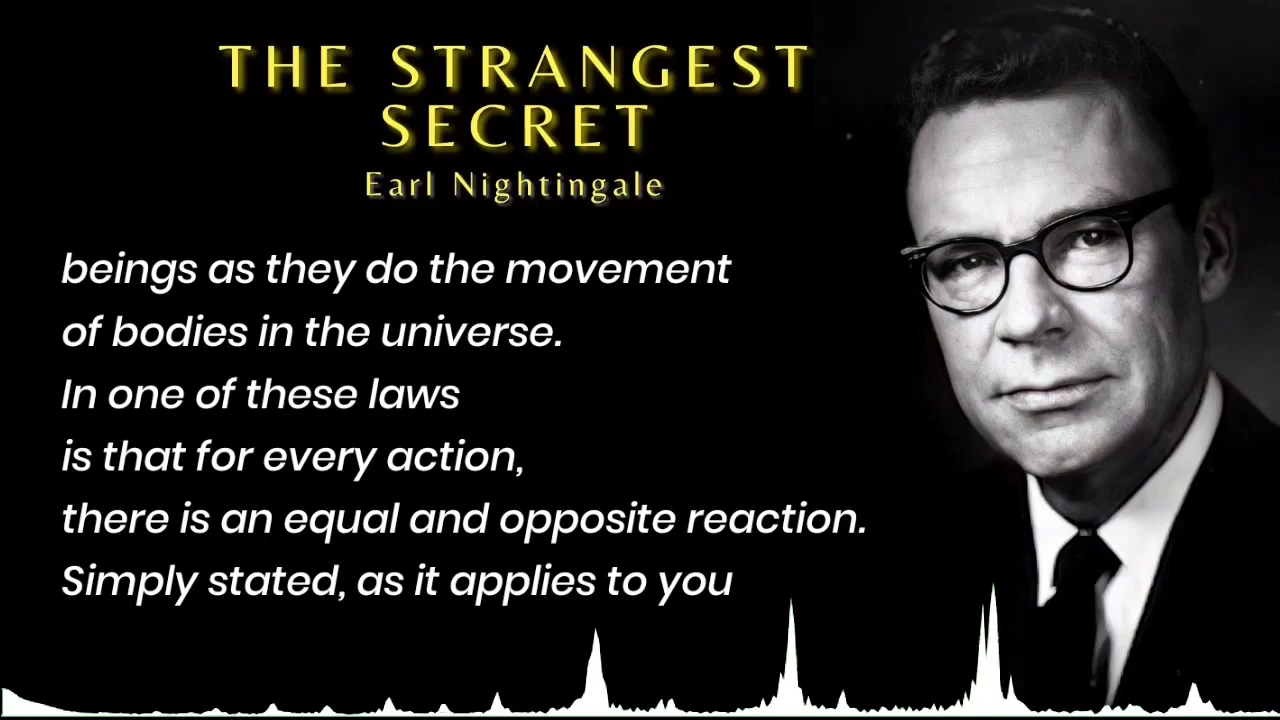 THE STRANGEST
SECRET
Earl Nightingale
beings as they do the movement
of bodies in the universe.
In one of these laws
is that for every action,
there is an equal and opposite reaction.
Simply stated, as it applies to you